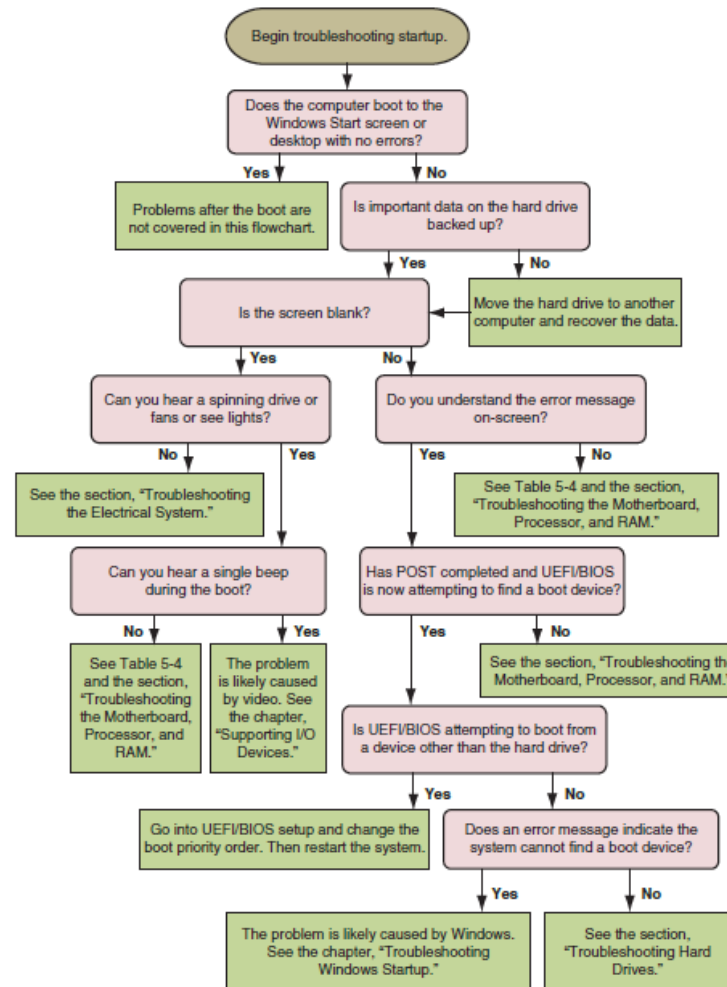 Begin troubleshooting startup.
Does the computer boot to the
Windows Start screen or
desktop with no errors?
Yes
No
Problems after the boot are
not covered in this flowchart.
Is important data on the hard drive
backed up?
Yes
No
Is the screen blank?
Move the hard drive to another
computer and recover the data.
Yes
No
Can you hear a spinning drive or
fans or see lights?
Do you understand the error message
on-screen?
No
Yes
Yes
No
See the section, “Troubleshooting
the Electrical System.”
See Table 5-4 and the section,
“Troubleshooting the Motherboard,
Processor, and RAM.”
Can you hear a single beep
during the boot?
Has POST completed and UEFI/BIOS
is now attempting to find a boot device?
No
Yes
Yes
No
See Table 5-4
and the section,
“Troubleshooting
the Motherboard,
Processor, and
RAM.”
The problem
is likely caused
by video. See
the chapter,
“Supporting I/O
Devices.”
See the section, “Troubleshooting the
Motherboard, Processor, and RAM.”
Is UEFI/BIOS attempting to boot from
a device other than the hard drive?
Yes
No
Go into UEFI/BIOS setup and change the
boot priority order. Then restart the system.
Does an error message indicate the
system cannot find a boot device?
Yes
No
The problem is likely caused by Windows.
See the chapter, “Troubleshooting
Windows Startup.”
See the section,
“Troubleshooting Hard
Drives.”